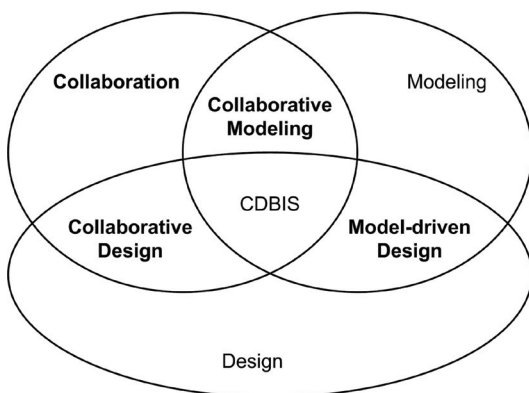 Collaboration
Modeling
Collaborative
Modeling
CDBIS
Collaborative
Design
Model-driven
Design
Design